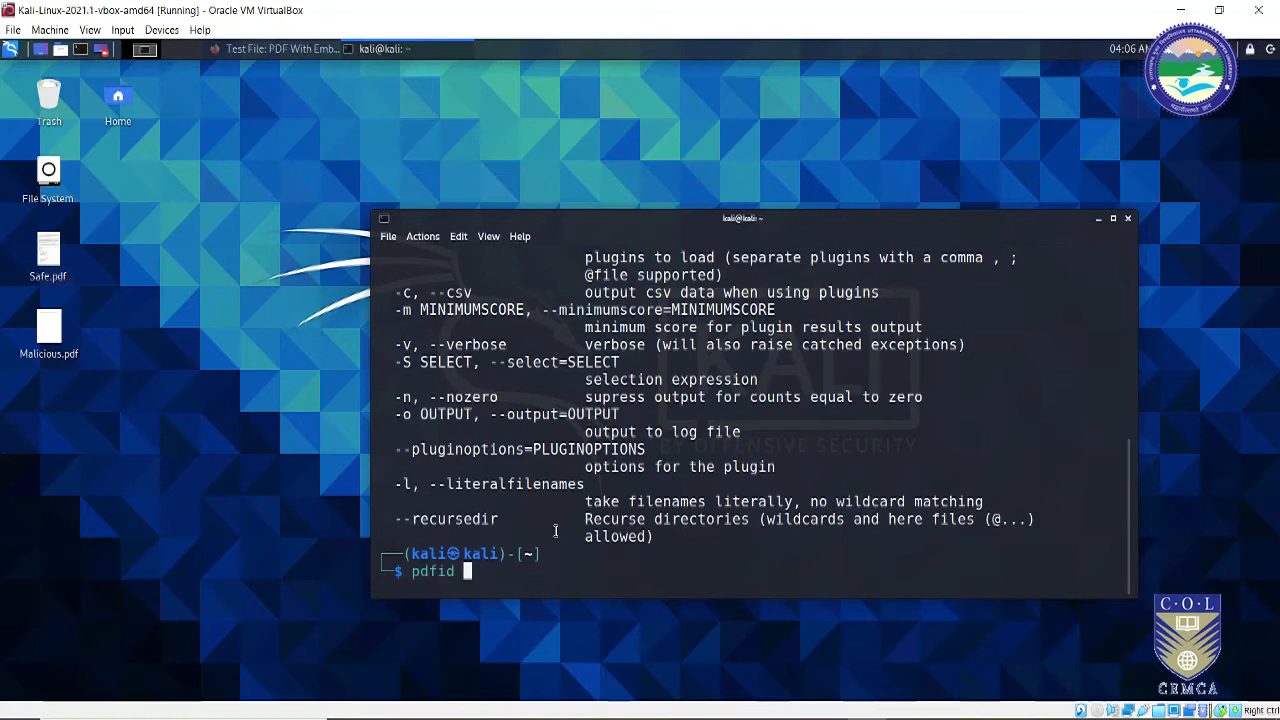 Kali-Linux-2021.1-vbox-amd64 [Running] - Oracle VM VirtualBox
File Machine View Input Devices Help
Test File: PDF With Emb...
kali@kali: ~
04:06 AM
Trash
Home
File System
Safe.pdf
Malicious.pdf
kali@kali: ~
File Actions Edit View Help
plugins to load (separate plugins with a comma , ;
@file supported)
-c, --csv output csv data when using plugins
-m MINIMUMSCORE, --minimumscore=MINIMUMSCORE
minimum score for plugin results output
-v, --verbose verbose (will also raise catched exceptions)
-S SELECT, --select=SELECT
selection expression
-n, --nozero supress output for counts equal to zero
-o OUTPUT, --output=OUTPUT
output to log file
--pluginoptions=PLUGINOPTIONS
options for the plugin
-l, --literalfilenames
take filenames literally, no wildcard matching
--recursedir Recurse directories (wildcards and here files (@...)
allowed)
(kali㉿kali)-[~]
$ pdfid
KALI
BY OFFENSIVE SECURITY
C·O·L
CEMCA
Right Ctrl